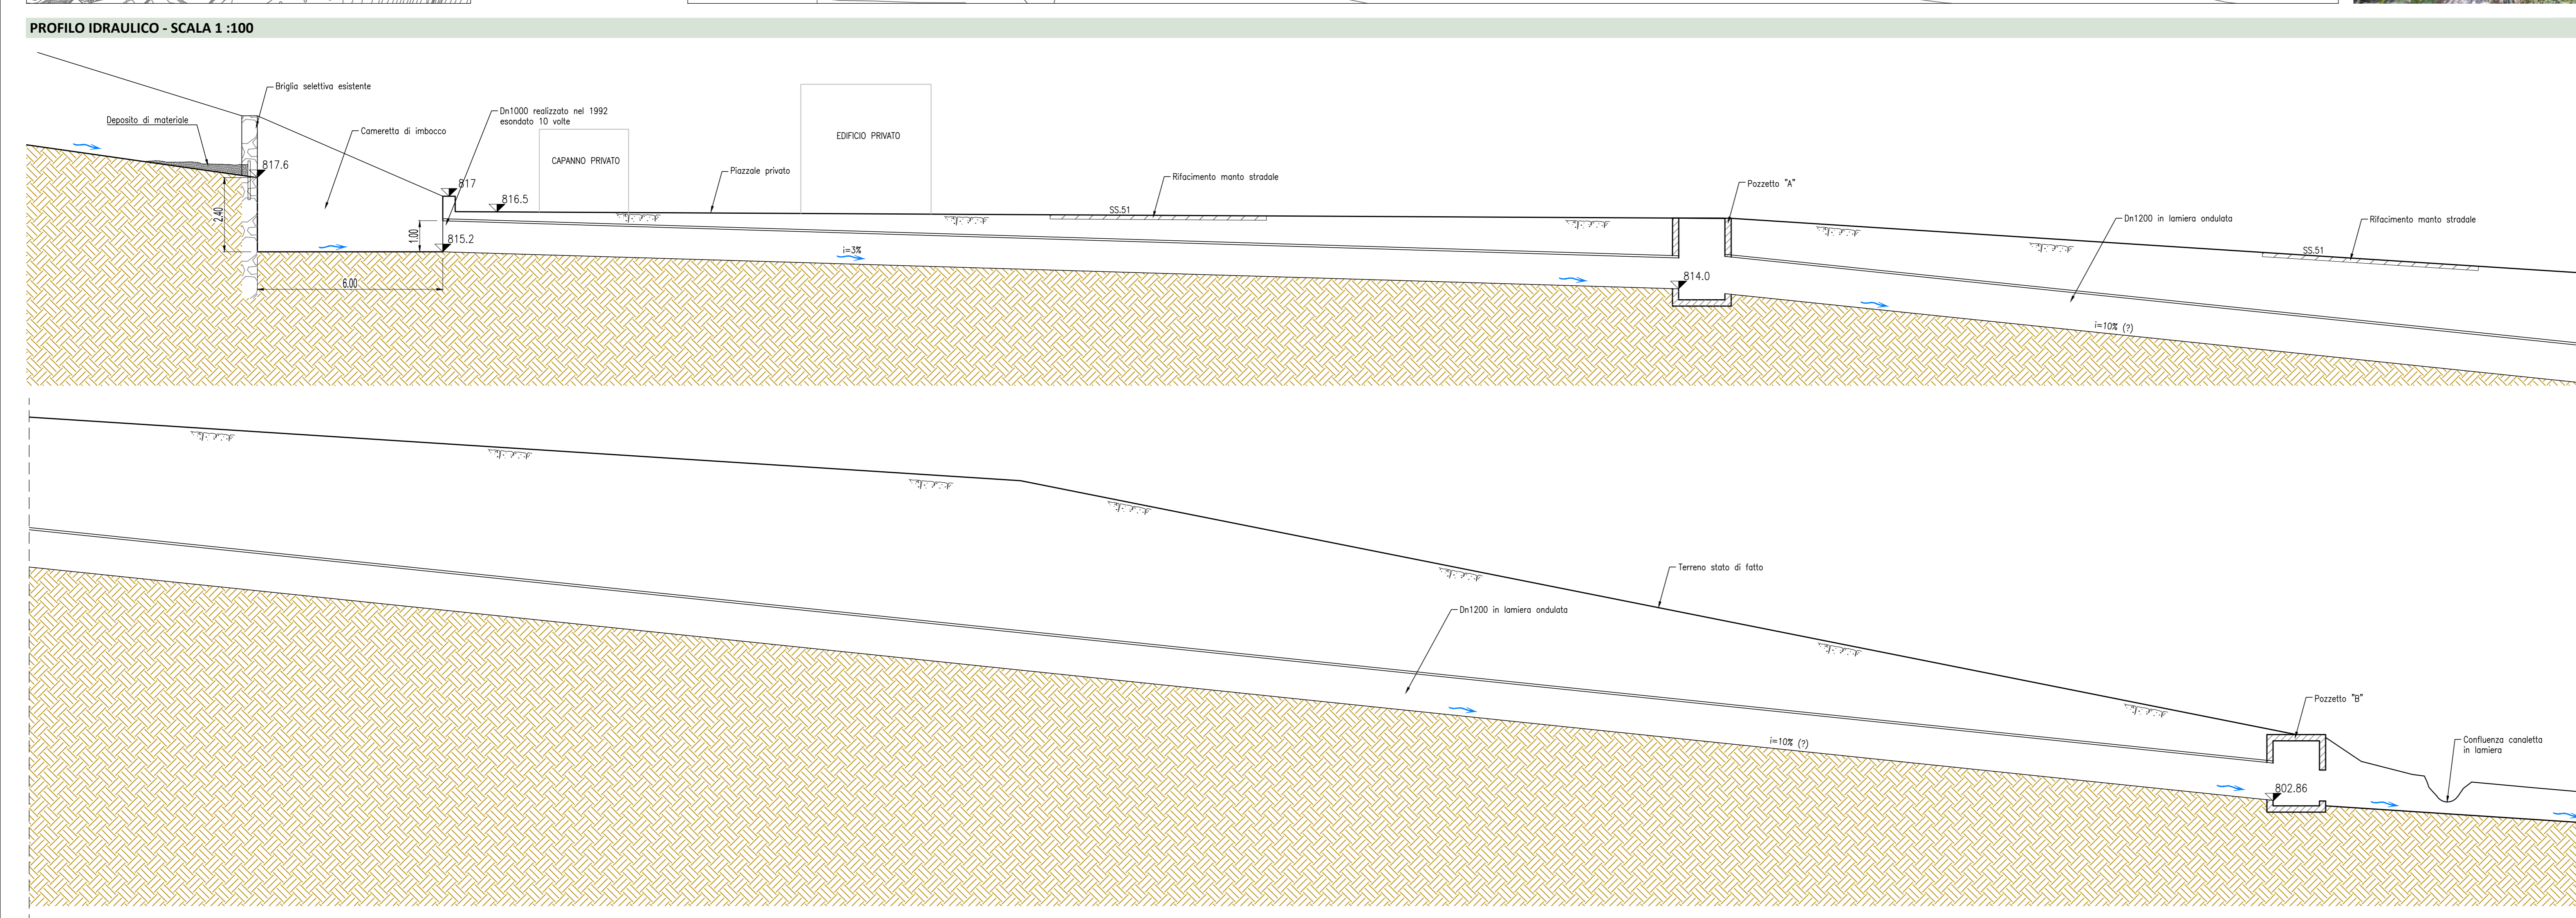 PROFILO IDRAULICO - SCALA 1 :100
Briglia selettiva esistente
Deposito di materiale
Cameretta di imbocco
Dn1000 realizzato nel 1992
esondato 10 volte
CAPANNO PRIVATO
EDIFICIO PRIVATO
Piazzale privato
Rifacimento manto stradale
SS.51
Pozzetto "A"
Dn1200 in lamiera ondulata
Rifacimento manto stradale
SS.51
817.6
817
816.5
2.40
1.00
815.2
6.00
i=3%
814.0
i=10% (?)
Terreno stato di fatto
Dn1200 in lamiera ondulata
i=10% (?)
Pozzetto "B"
802.86
Confluenza canaletta
in lamiera